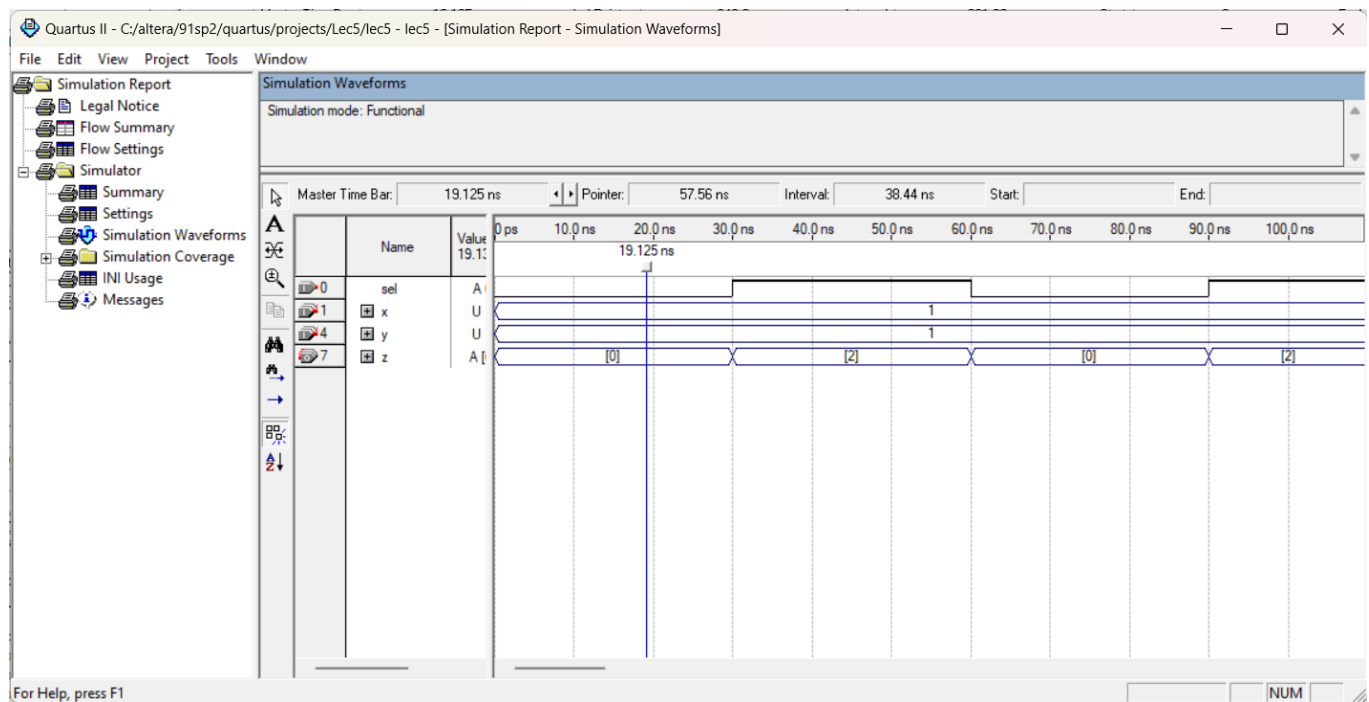 Quartus II - C:/altera/91sp2/quartus/projects/Lec5/lec5 - lec5 - [Simulation Report - Simulation Waveforms]
File Edit View Project Tools Window
Simulation Report
Legal Notice
Flow Summary
Flow Settings
Simulator
Summary
Settings
Simulation Waveforms
Simulation Coverage
INI Usage
Messages
Simulation Waveforms
Simulation mode: Functional
Master Time Bar: 19.125 ns Pointer: 57.56 ns Interval: 38.44 ns Start: End:
Name Value 19.1
0 ps 10.0 ns 20.0 ns 30.0 ns 40.0 ns 50.0 ns 60.0 ns 70.0 ns 80.0 ns 90.0 ns 100.0 ns
19.125 ns
0 sel A
1 x U 1
4 y U 1
7 z A [ [0] [2] [0] [2]
For Help, press F1 NUM